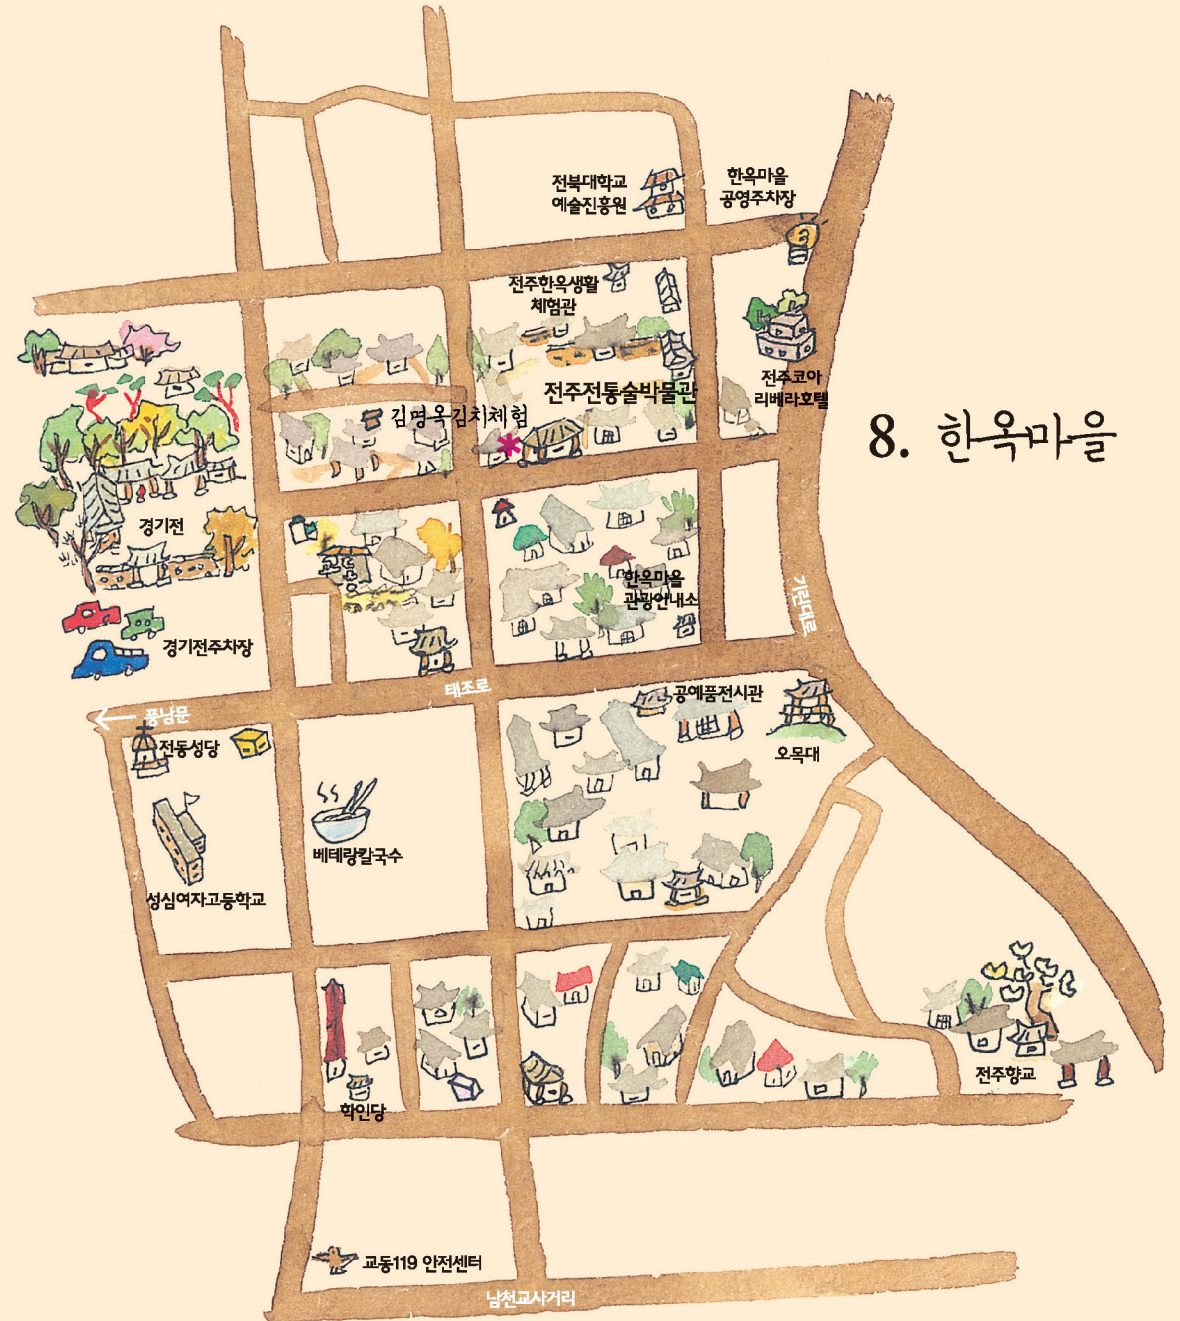 전북대학교
예술진흥원
한옥마을
공영주차장
전주한옥생활
체험관
전주전통술박물관
전주코아
리베라호텔
김명옥김치체험
*
8. 한옥마을
경기전
교동
한옥마을
관광안내소
기린대로
경기전주차장
태조로
← 풍남문
공예품전시관
전동성당
오목대
베테랑칼국수
성심여자고등학교
전주향교
학인당
교동119 안전센터
남천교사거리